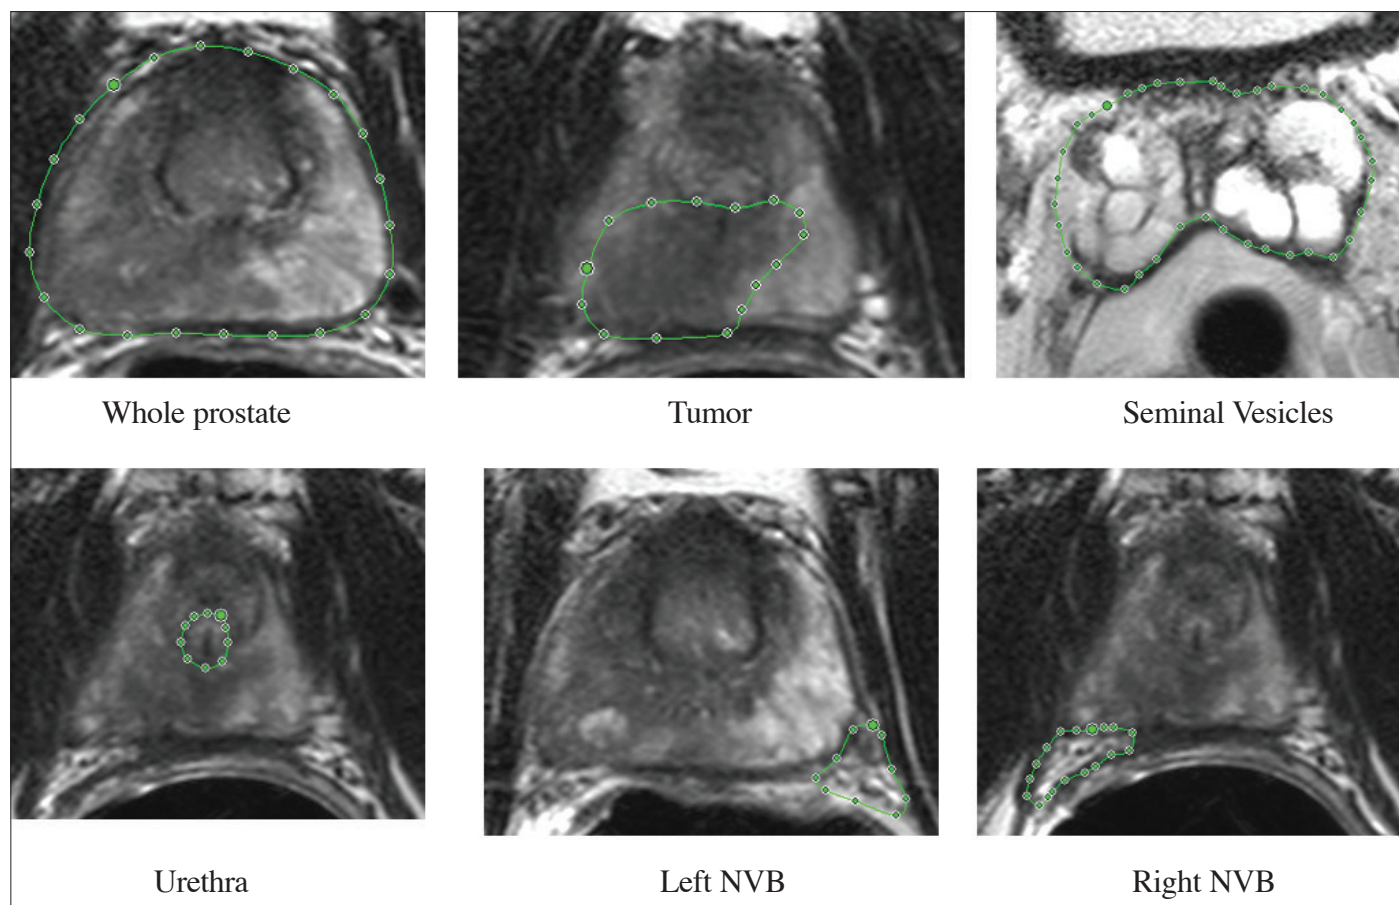 Whole prostate
Tumor
Seminal Vesicles
Urethra
Left NVB
Right NVB